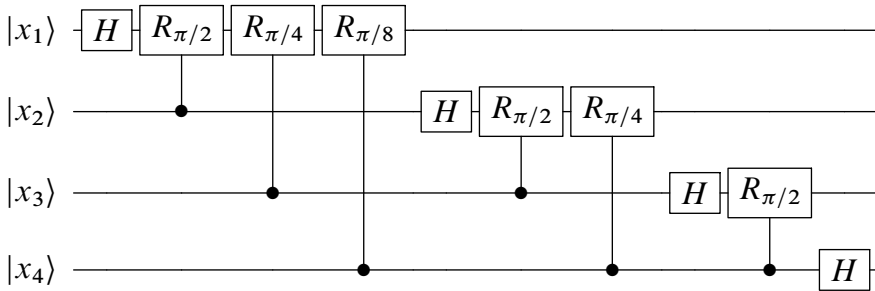 |x₁⟩ H R_{π/2} R_{π/4} R_{π/8}
|x₂⟩ H R_{π/2} R_{π/4}
|x₃⟩ H R_{π/2}
|x₄⟩ H